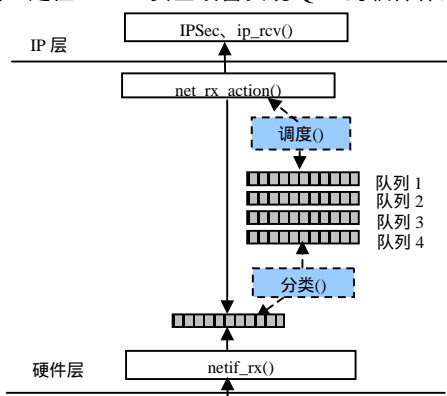 IPSec、ip_rcv()
IP 层
net_rx_action()
调度()
队列 1
队列 2
队列 3
队列 4
分类()
硬件层
netif_rx()